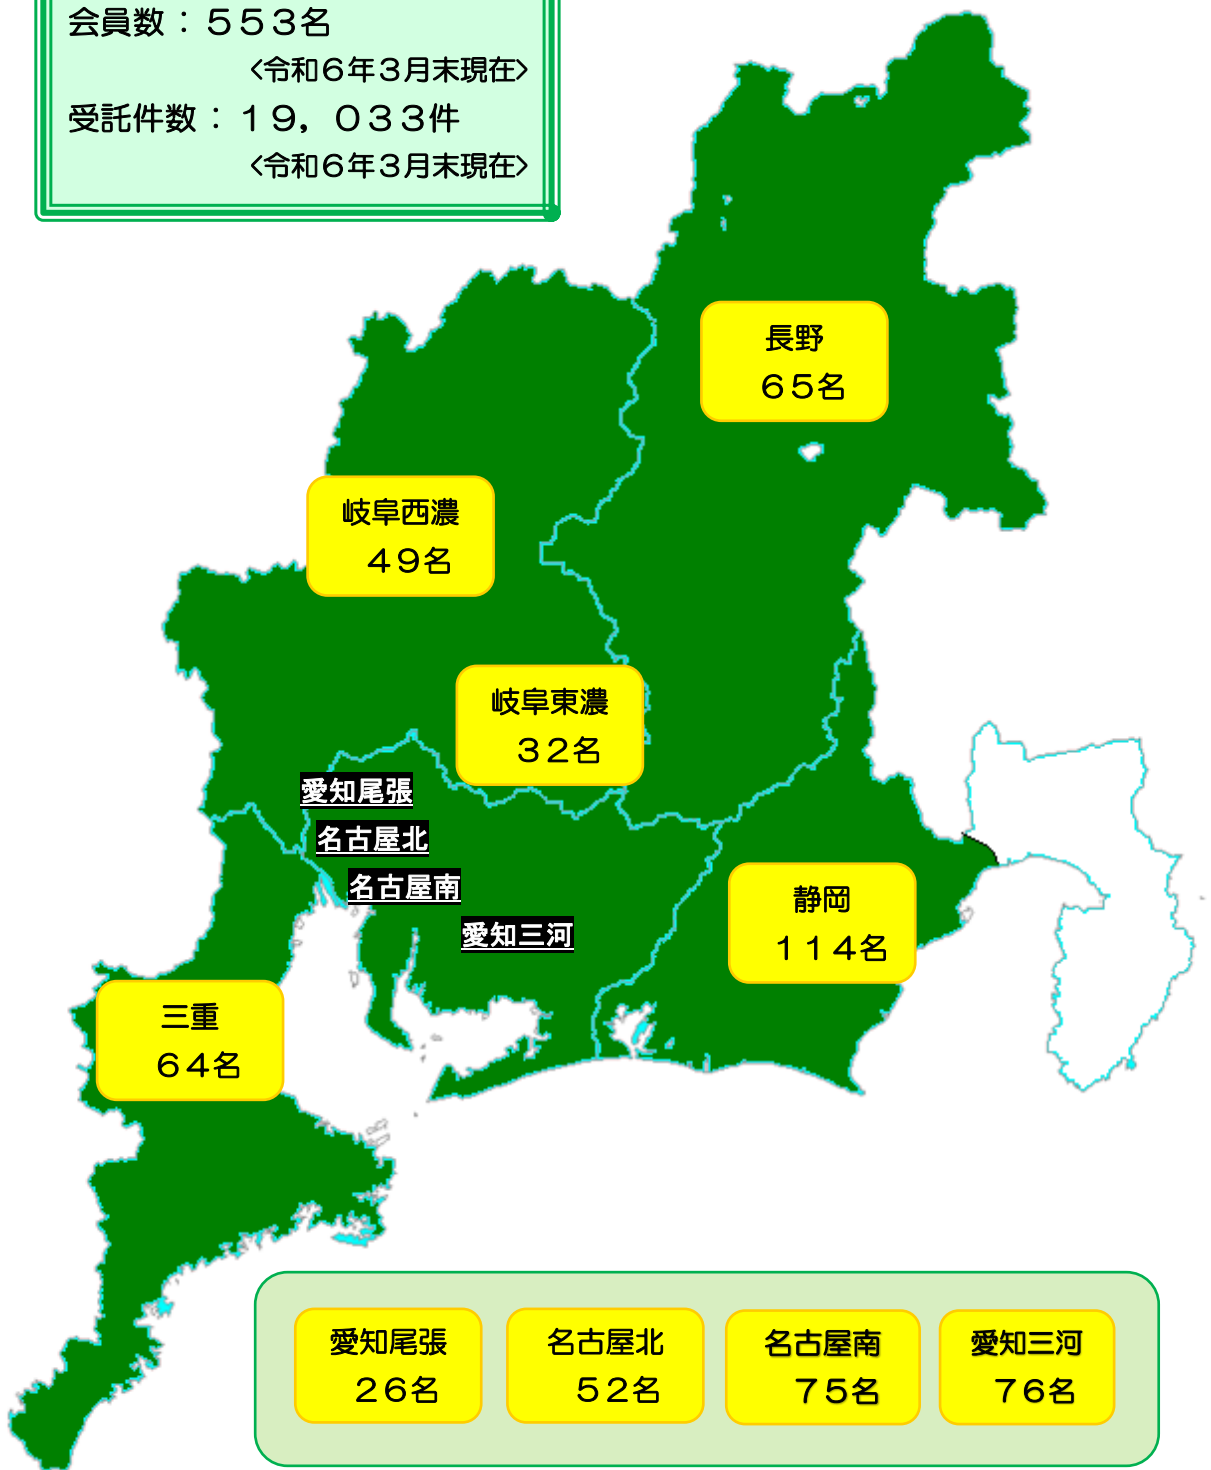 会員数：５５３名
<令和６年３月末現在>
受託件数：１９，０３３件
<令和６年３月末現在>
長野
６５名
岐阜西濃
４９名
岐阜東濃
３２名
愛知尾張
名古屋北
名古屋南
愛知三河
静岡
１１４名
三重
６４名
愛知尾張
２６名
名古屋北
５２名
名古屋南
７５名
愛知三河
７６名